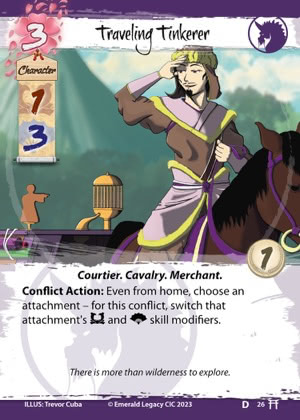 Traveling Tinkerer
3
Character
1
3
1
Courtier. Cavalry. Merchant.
Conflict Action: Even from home, choose an
attachment – for this conflict, switch that
attachment's and skill modifiers.
There is more than wilderness to explore.
ILLUS: Trevor Cuba © Emerald Legacy CIC 2023 D 26